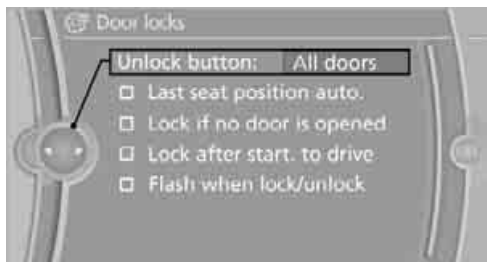 Door locks
Unlock button: All doors
Last seat position auto.
Lock if no door is opened
Lock after start. to drive
Flash when lock/unlock